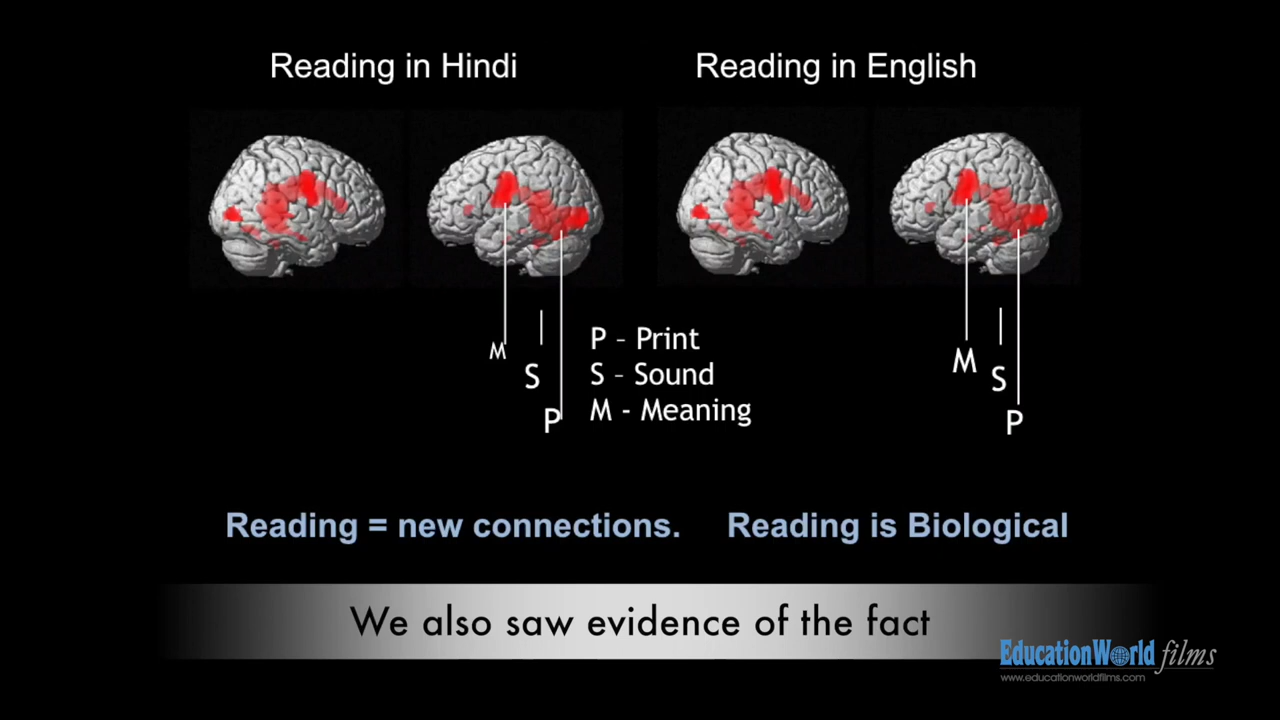 Reading in Hindi
Reading in English
M
S
P
P – Print
S – Sound
M - Meaning
M
S
P
Reading = new connections.
Reading is Biological
We also saw evidence of the fact
EducationWorld films
www.educationworldfilms.com